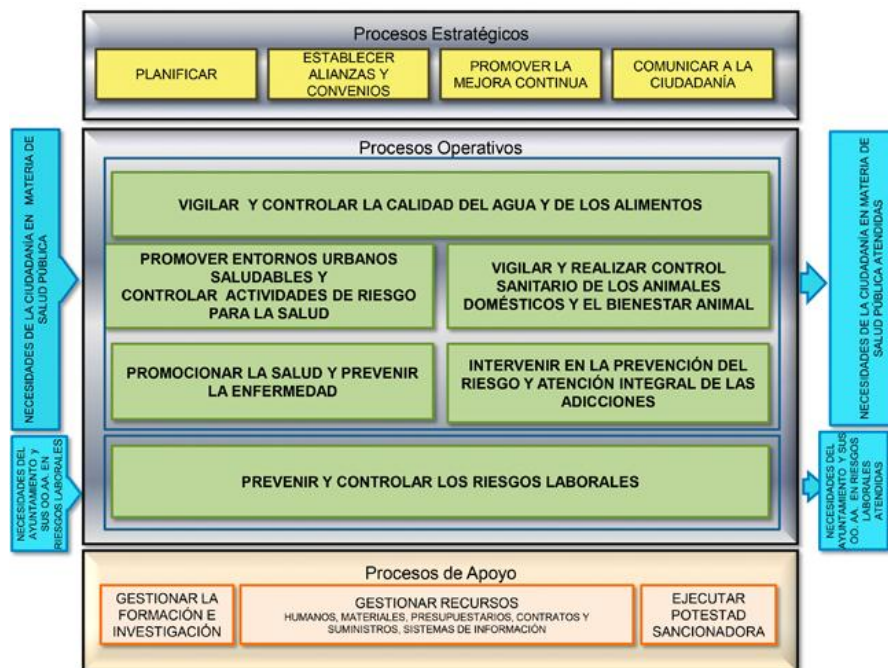 Procesos Estratégicos
PLANIFICAR
ESTABLECER
ALIANZAS Y
CONVENIOS
PROMOVER LA
MEJORA CONTINUA
COMUNICAR A LA
CIUDADANÍA
NECESIDADES DE LA CIUDADANÍA EN MATERIA DE
SALUD PÚBLICA
NECESIDADES DEL
AYUNTAMIENTO y
SUS OO.AA. EN
RIESGOS LABORALES
Procesos Operativos
VIGILAR Y CONTROLAR LA CALIDAD DEL AGUA Y DE LOS ALIMENTOS
PROMOVER ENTORNOS URBANOS
SALUDABLES Y
CONTROLAR ACTIVIDADES DE RIESGO
PARA LA SALUD
VIGILAR Y REALIZAR CONTROL
SANITARIO DE LOS ANIMALES
DOMÉSTICOS Y EL BIENESTAR ANIMAL
PROMOCIONAR LA SALUD Y PREVENIR
LA ENFERMEDAD
INTERVENIR EN LA PREVENCIÓN DEL
RIESGO Y ATENCIÓN INTEGRAL DE LAS
ADICCIONES
PREVENIR Y CONTROLAR LOS RIESGOS LABORALES
NECESIDADES DE LA CIUDADANÍA EN MATERIA DE
SALUD PÚBLICA ATENDIDAS
NECESIDADES DEL
AYUNTAMIENTO Y SUS
OO. AA. EN RIESGOS
LABORALES
ATENDIDAS
Procesos de Apoyo
GESTIONAR LA
FORMACIÓN E
INVESTIGACIÓN
GESTIONAR RECURSOS
HUMANOS, MATERIALES, PRESUPUESTARIOS, CONTRATOS Y
SUMINISTROS, SISTEMAS DE INFORMACIÓN
EJECUTAR
POTESTAD
SANCIONADORA